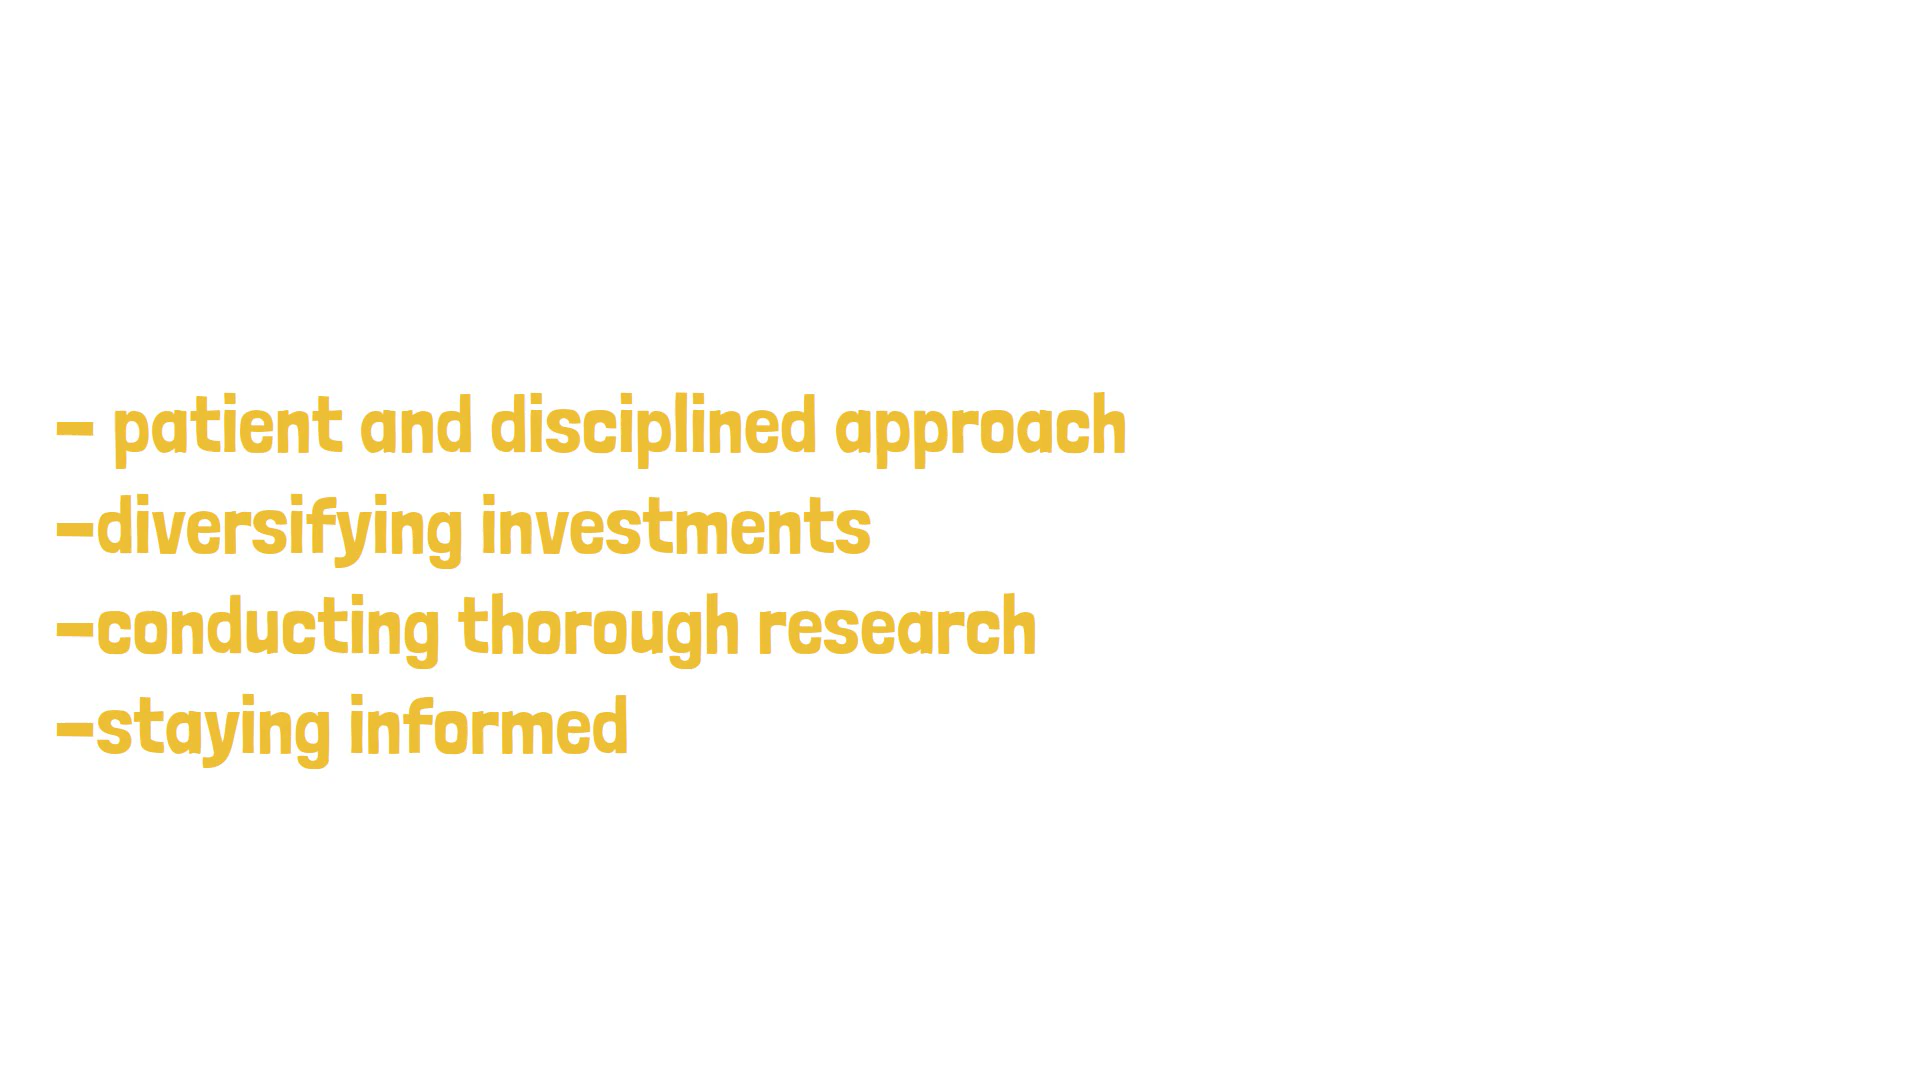 - patient and disciplined approach
-diversifying investments
-conducting thorough research
-staying informed